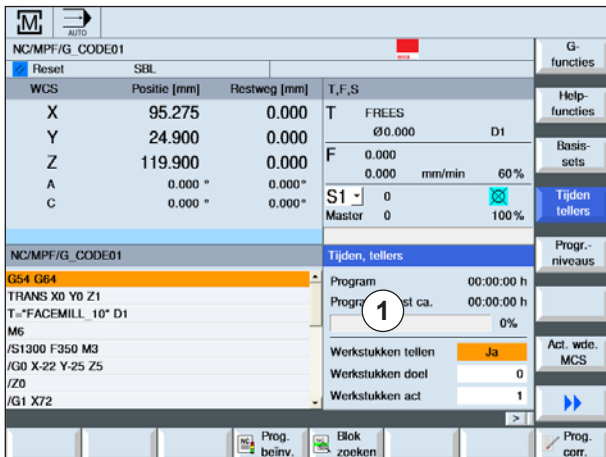 M
AUTO
NC/MPF/G_CODE01
Reset SBL
WCS Positie [mm] Restweg [mm]
X 95.275 0.000
Y 24.900 0.000
Z 119.900 0.000
A 0.000 ° 0.000°
C 0.000 ° 0.000°
T,F,S
T FREES
Ø0.000 D1
F 0.000
0.000 mm/min 60%
S1 0
Master 0 100%
NC/MPF/G_CODE01
G54 G64
TRANS X0 Y0 Z1
T="FACEMILL_10" D1
M6
/S1300 F350 M3
/G0 X-22 Y-25 Z5
/Z0
/G1 X72
Tijden, tellers
Program 00:00:00 h
ca. 00:00:00 h
1
0%
Werkstukken tellen Ja
Werkstukken doel 0
Werkstukken act 1
G-
functies
Help-
functies
Basis-
sets
Tijden
tellers
Progr.-
niveaus
Act. wde.
MCS
NC Prog.
beïnv.
NC Blok
zoeken
Prog.
corr.